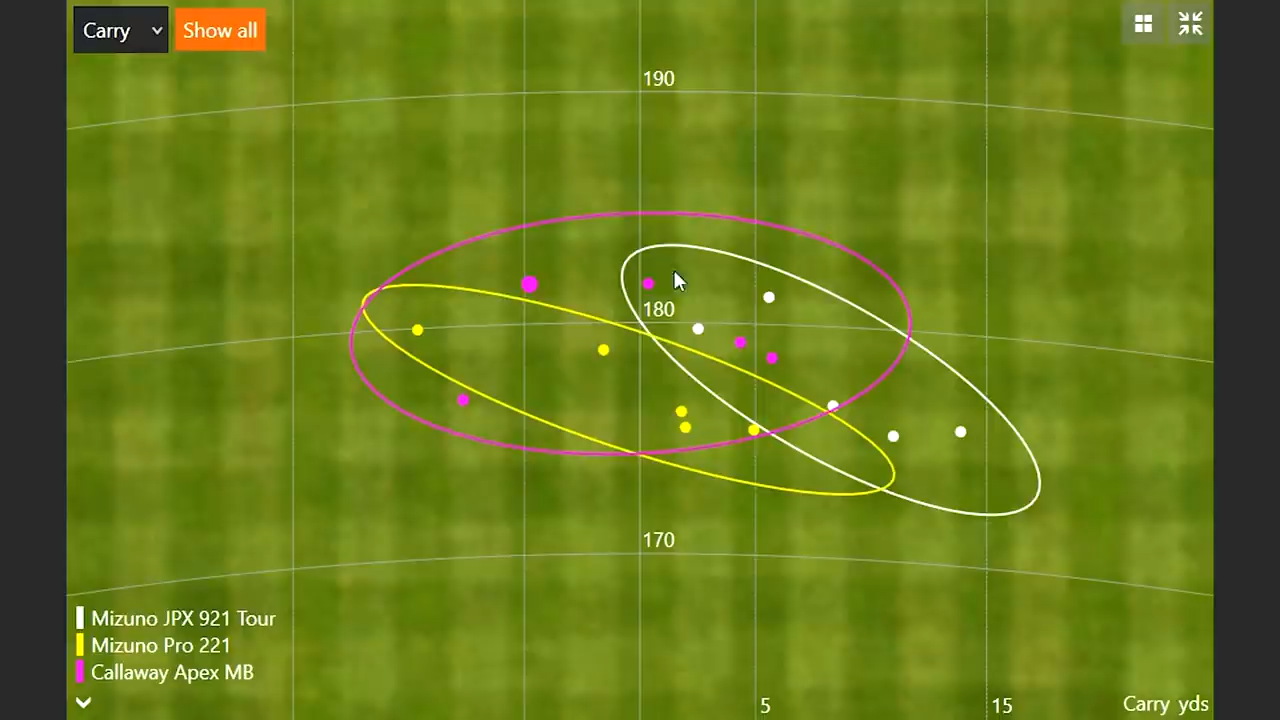 Carry
Show all
190
180
170
Mizuno JPX 921 Tour
Mizuno Pro 221
Callaway Apex MB
5
15
Carry yds